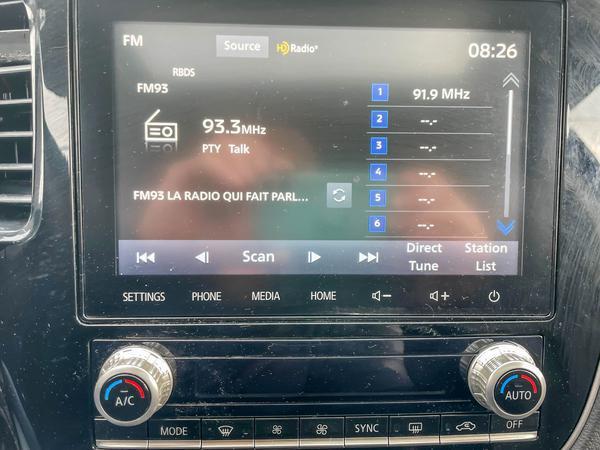 FM Source HD Radio® 08:26
RBDS
FM93
93.3MHz
PTY Talk
FM93 LA RADIO QUI FAIT PARL...
1 91.9 MHz
2 --.-
3 --.-
4 --.-
5 --.-
6 --.-
Scan Direct Tune Station List
SETTINGS PHONE MEDIA HOME
A/C AUTO
MODE SYNC OFF